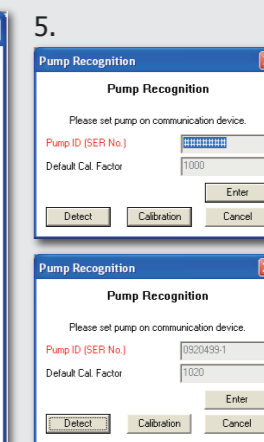 5.
Pump Recognition
Pump Recognition
Please set pump on communication device.
Pump ID (SER No.) ########
Default Cal. Factor 1000
Enter
Detect Calibration Cancel
Pump Recognition
Pump Recognition
Please set pump on communication device.
Pump ID (SER No.) 0920499-1
Default Cal. Factor 1020
Enter
Detect Calibration Cancel